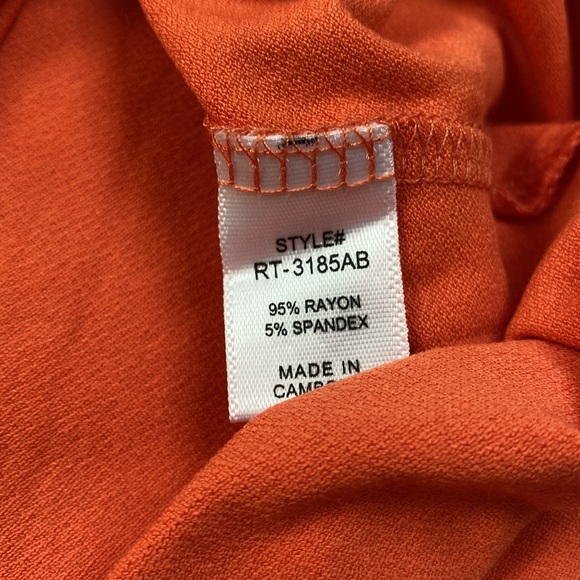 STYLE#
RT-3185AB
95% RAYON
5% SPANDEX
MADE IN